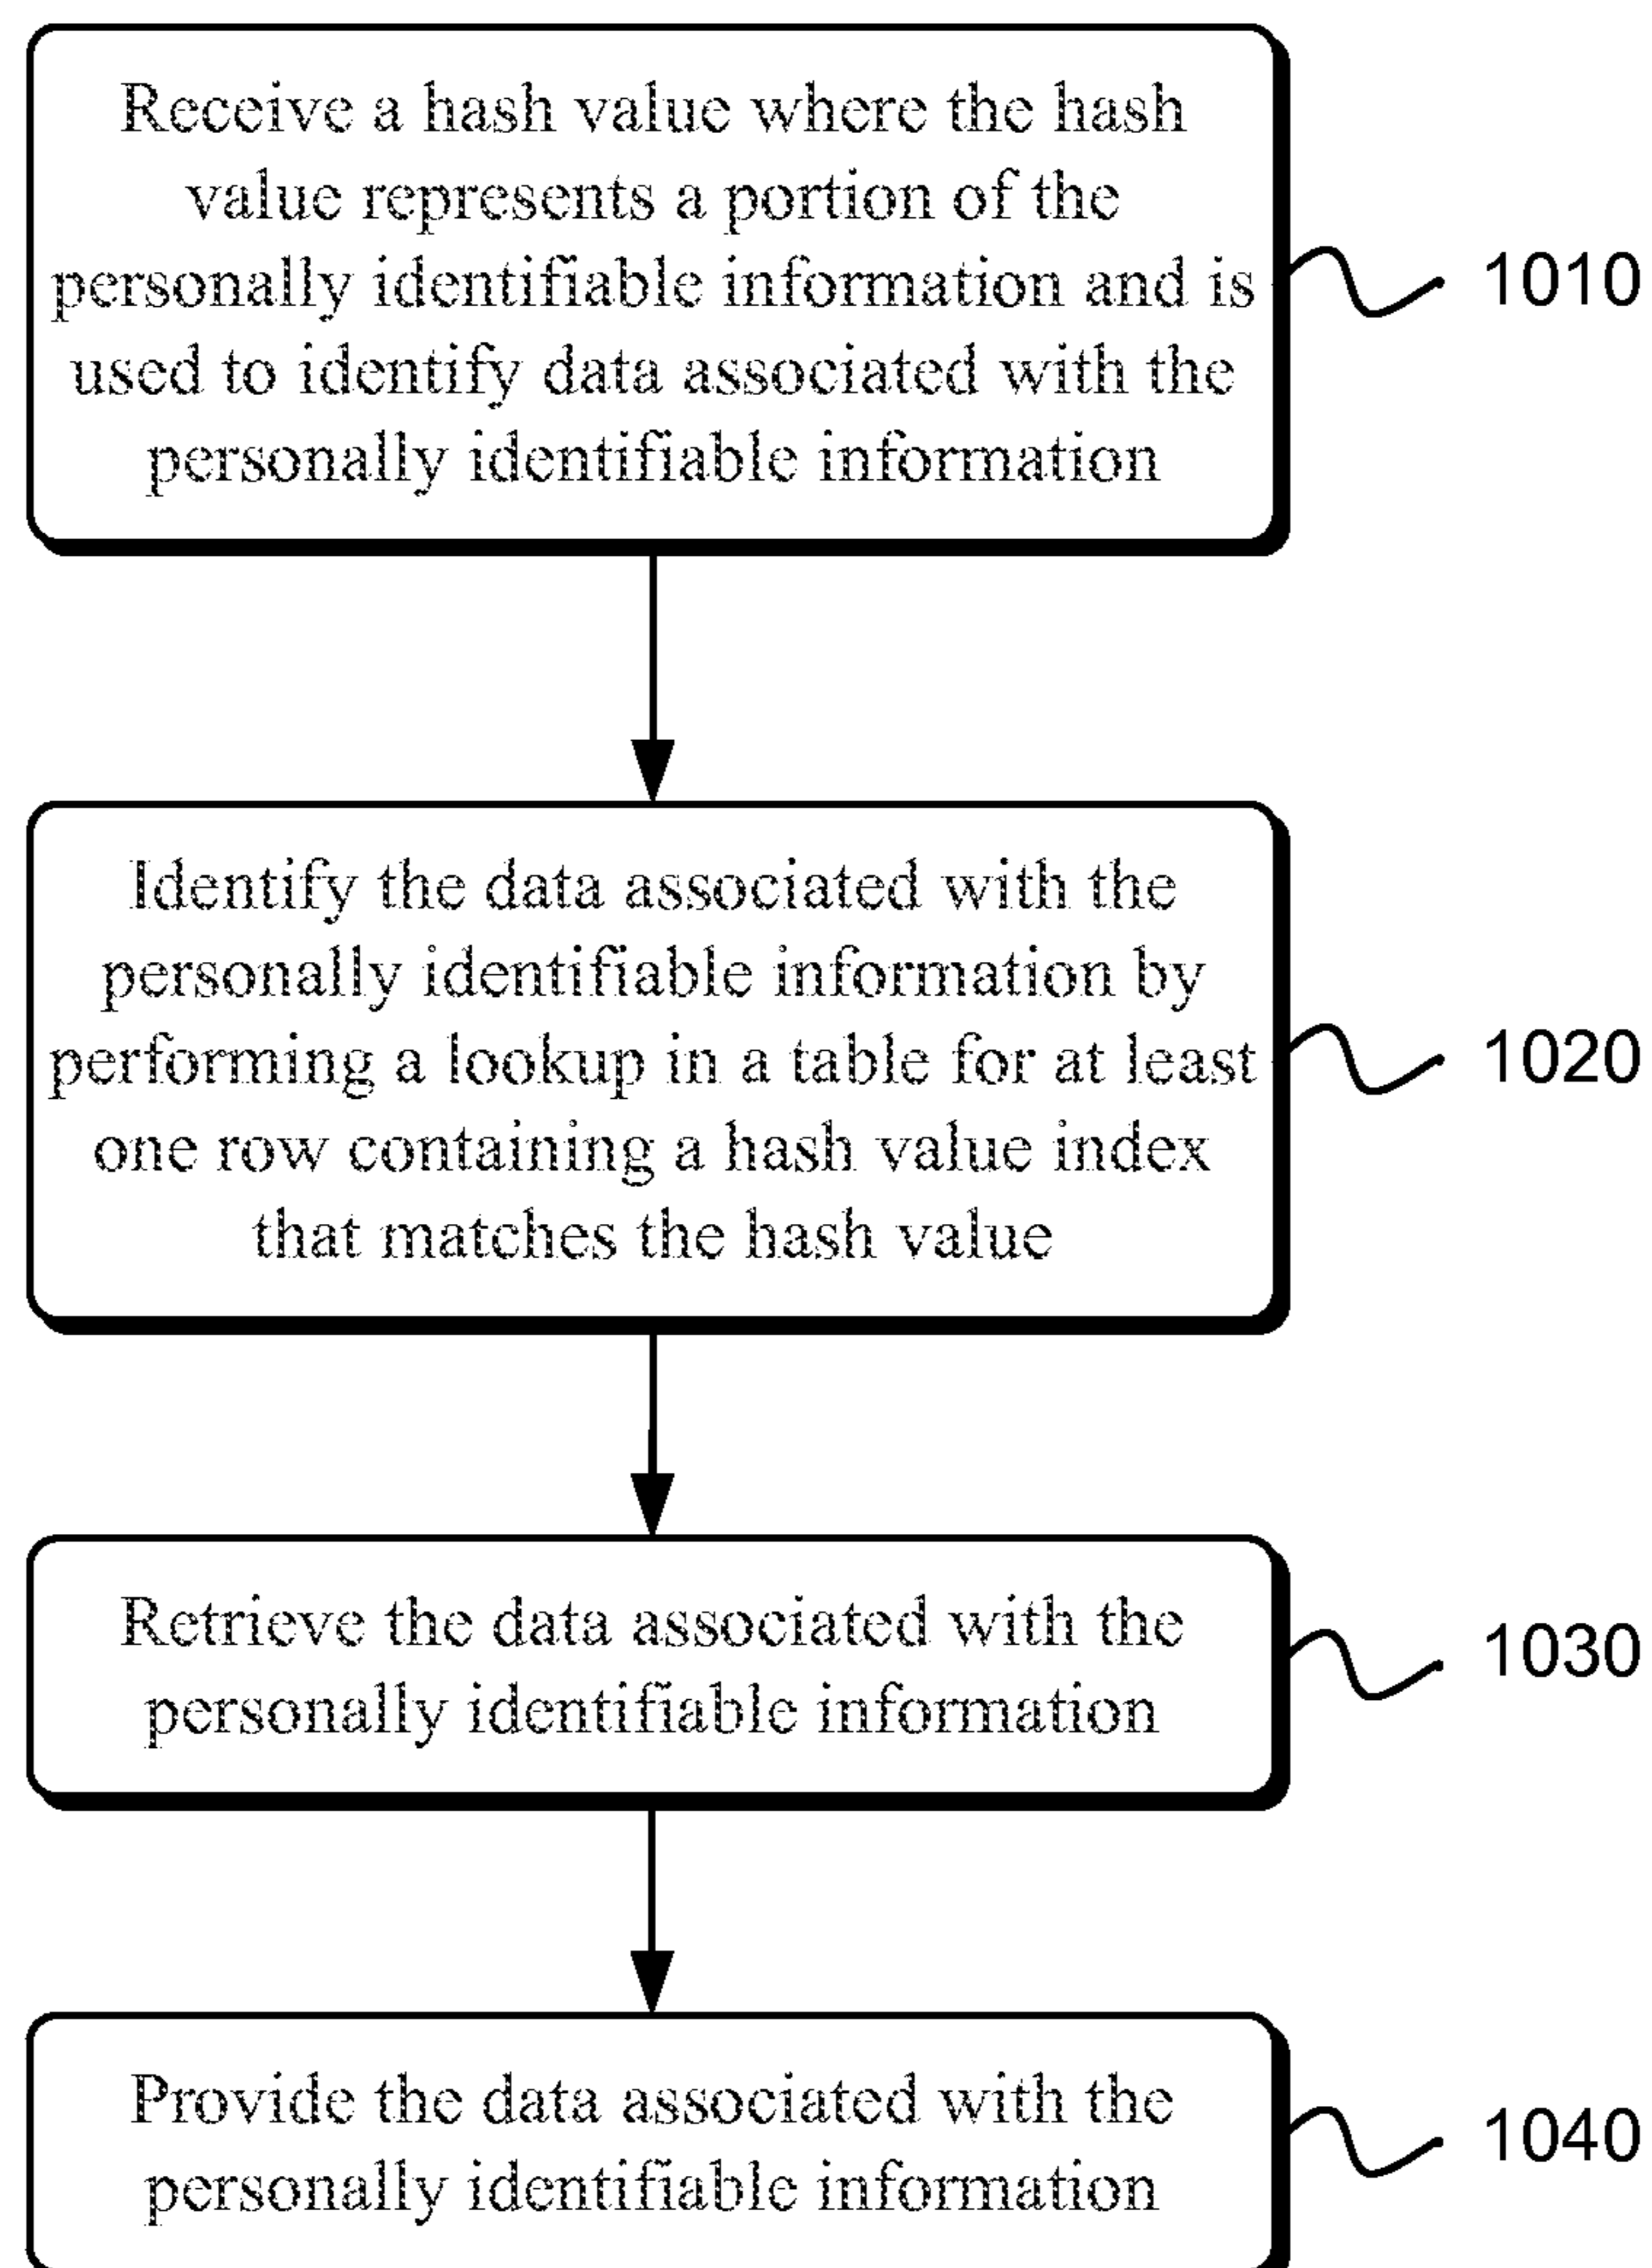 Receive a hash value where the hash
value represents a portion of the
personally identifiable information and is
used to identify data associated with the
personally identifiable information
1010
Identify the data associated with the
personally identifiable information by
performing a lookup in a table for at least
one row containing a hash value index
that matches the hash value
1020
Retrieve the data associated with the
personally identifiable information
1030
Provide the data associated with the
personally identifiable information
1040